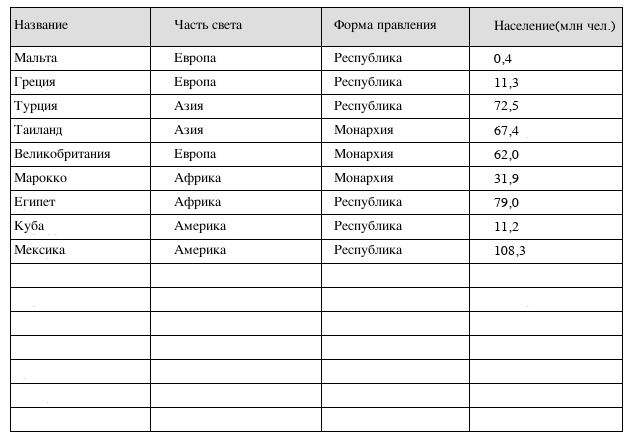 Название Часть света Форма правления Население(млн чел.)
Мальта Европа Республика 0,4
Греция Европа Республика 11,3
Турция Азия Республика 72,5
Таиланд Азия Монархия 67,4
Великобритания Европа Монархия 62,0
Марокко Африка Монархия 31,9
Египет Африка Республика 79,0
Куба Америка Республика 11,2
Мексика Америка Республика 108,3